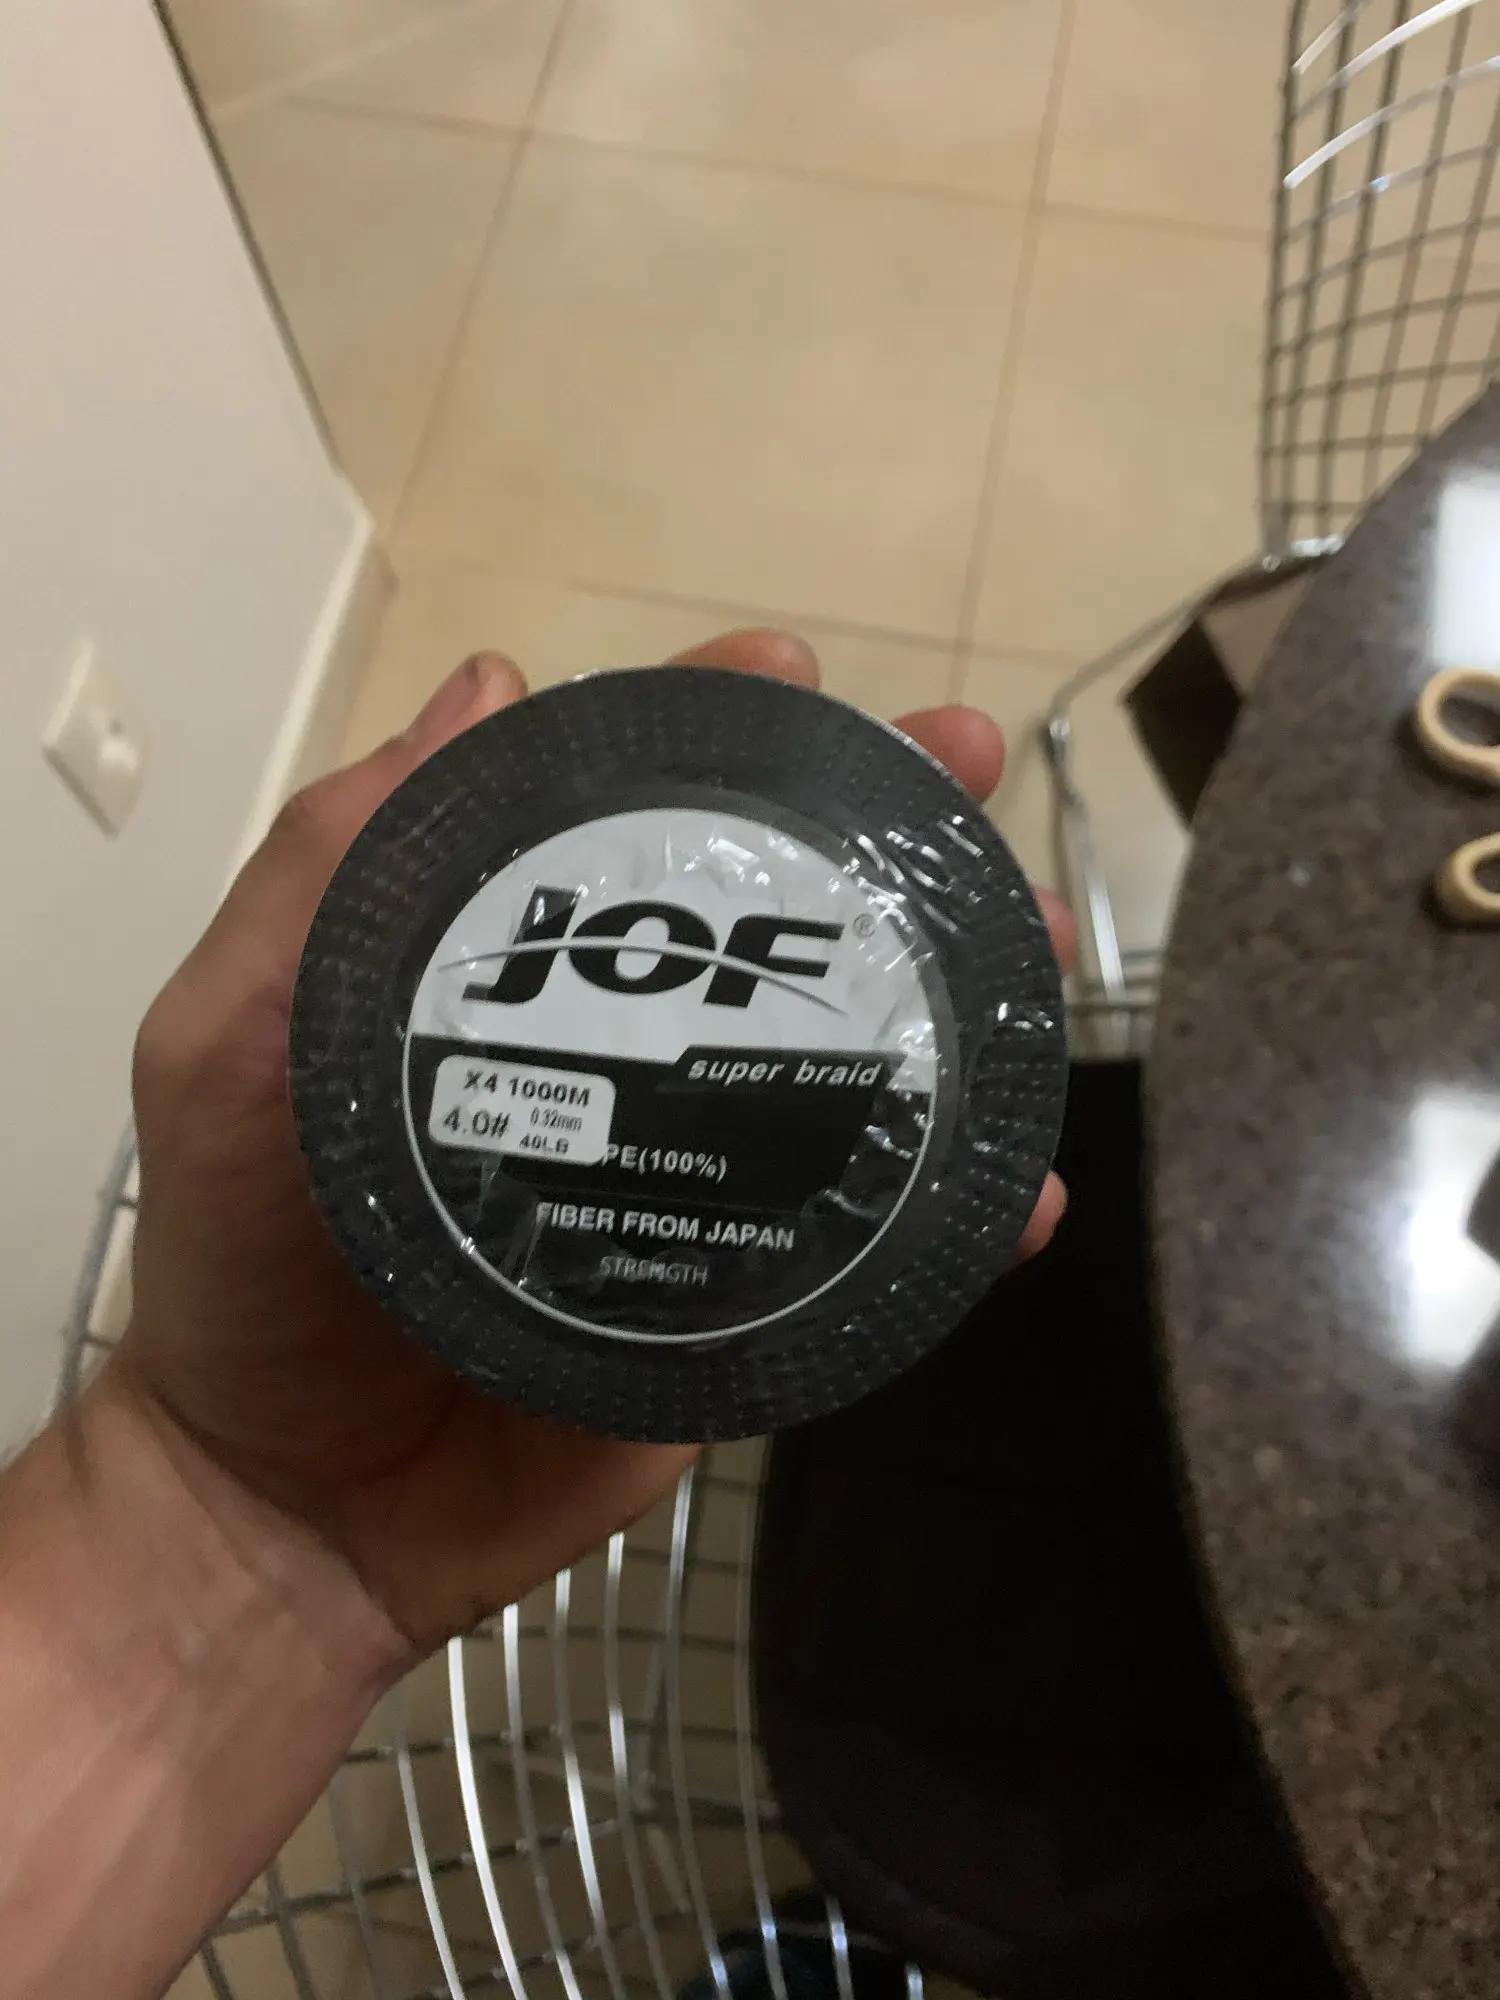 JOF®
super braid
X4 1000M
4.0# 0.32mm
40LB
PE(100%)
FIBER FROM JAPAN
STRENGTH